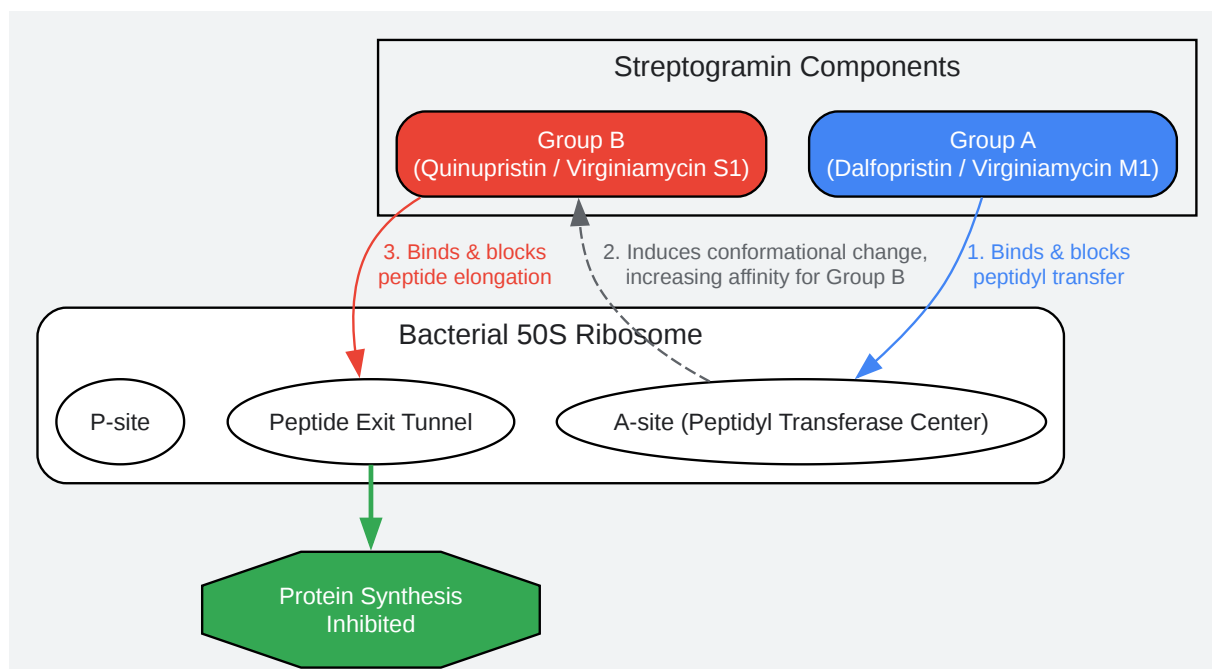 Streptogramin Components
Group B
(Quinupristin / Virginiamycin S1)
Group A
(Dalfopristin / Virginiamycin M1)
3. Binds & blocks
peptide elongation
2. Induces conformational change,
increasing affinity for Group B
1. Binds & blocks
peptidyl transfer
Bacterial 50S Ribosome
P-site
Peptide Exit Tunnel
A-site (Peptidyl Transferase Center)
Protein Synthesis
Inhibited